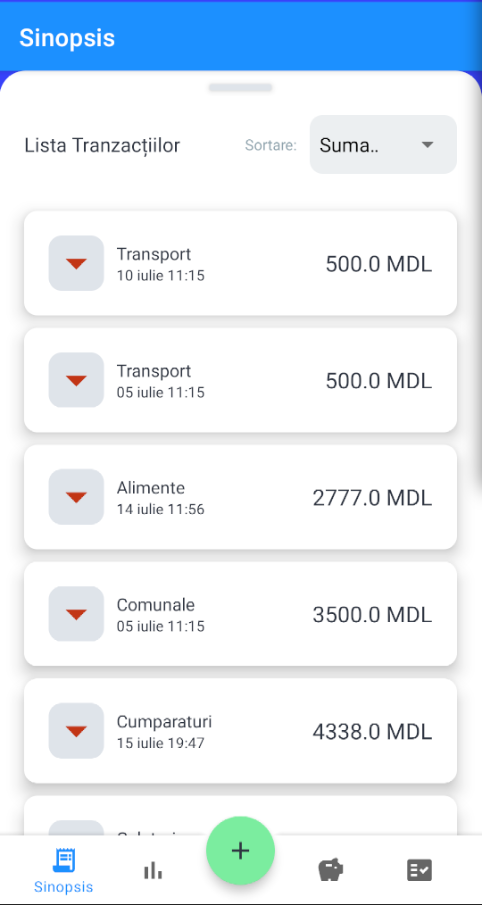 Sinopsis
Lista Tranzacțiilor
Sortare:
Suma..
Transport
10 iulie 11:15
500.0 MDL
Transport
05 iulie 11:15
500.0 MDL
Alimente
14 iulie 11:56
2777.0 MDL
Comunale
05 iulie 11:15
3500.0 MDL
Cumparaturi
15 iulie 19:47
4338.0 MDL
Sinopsis